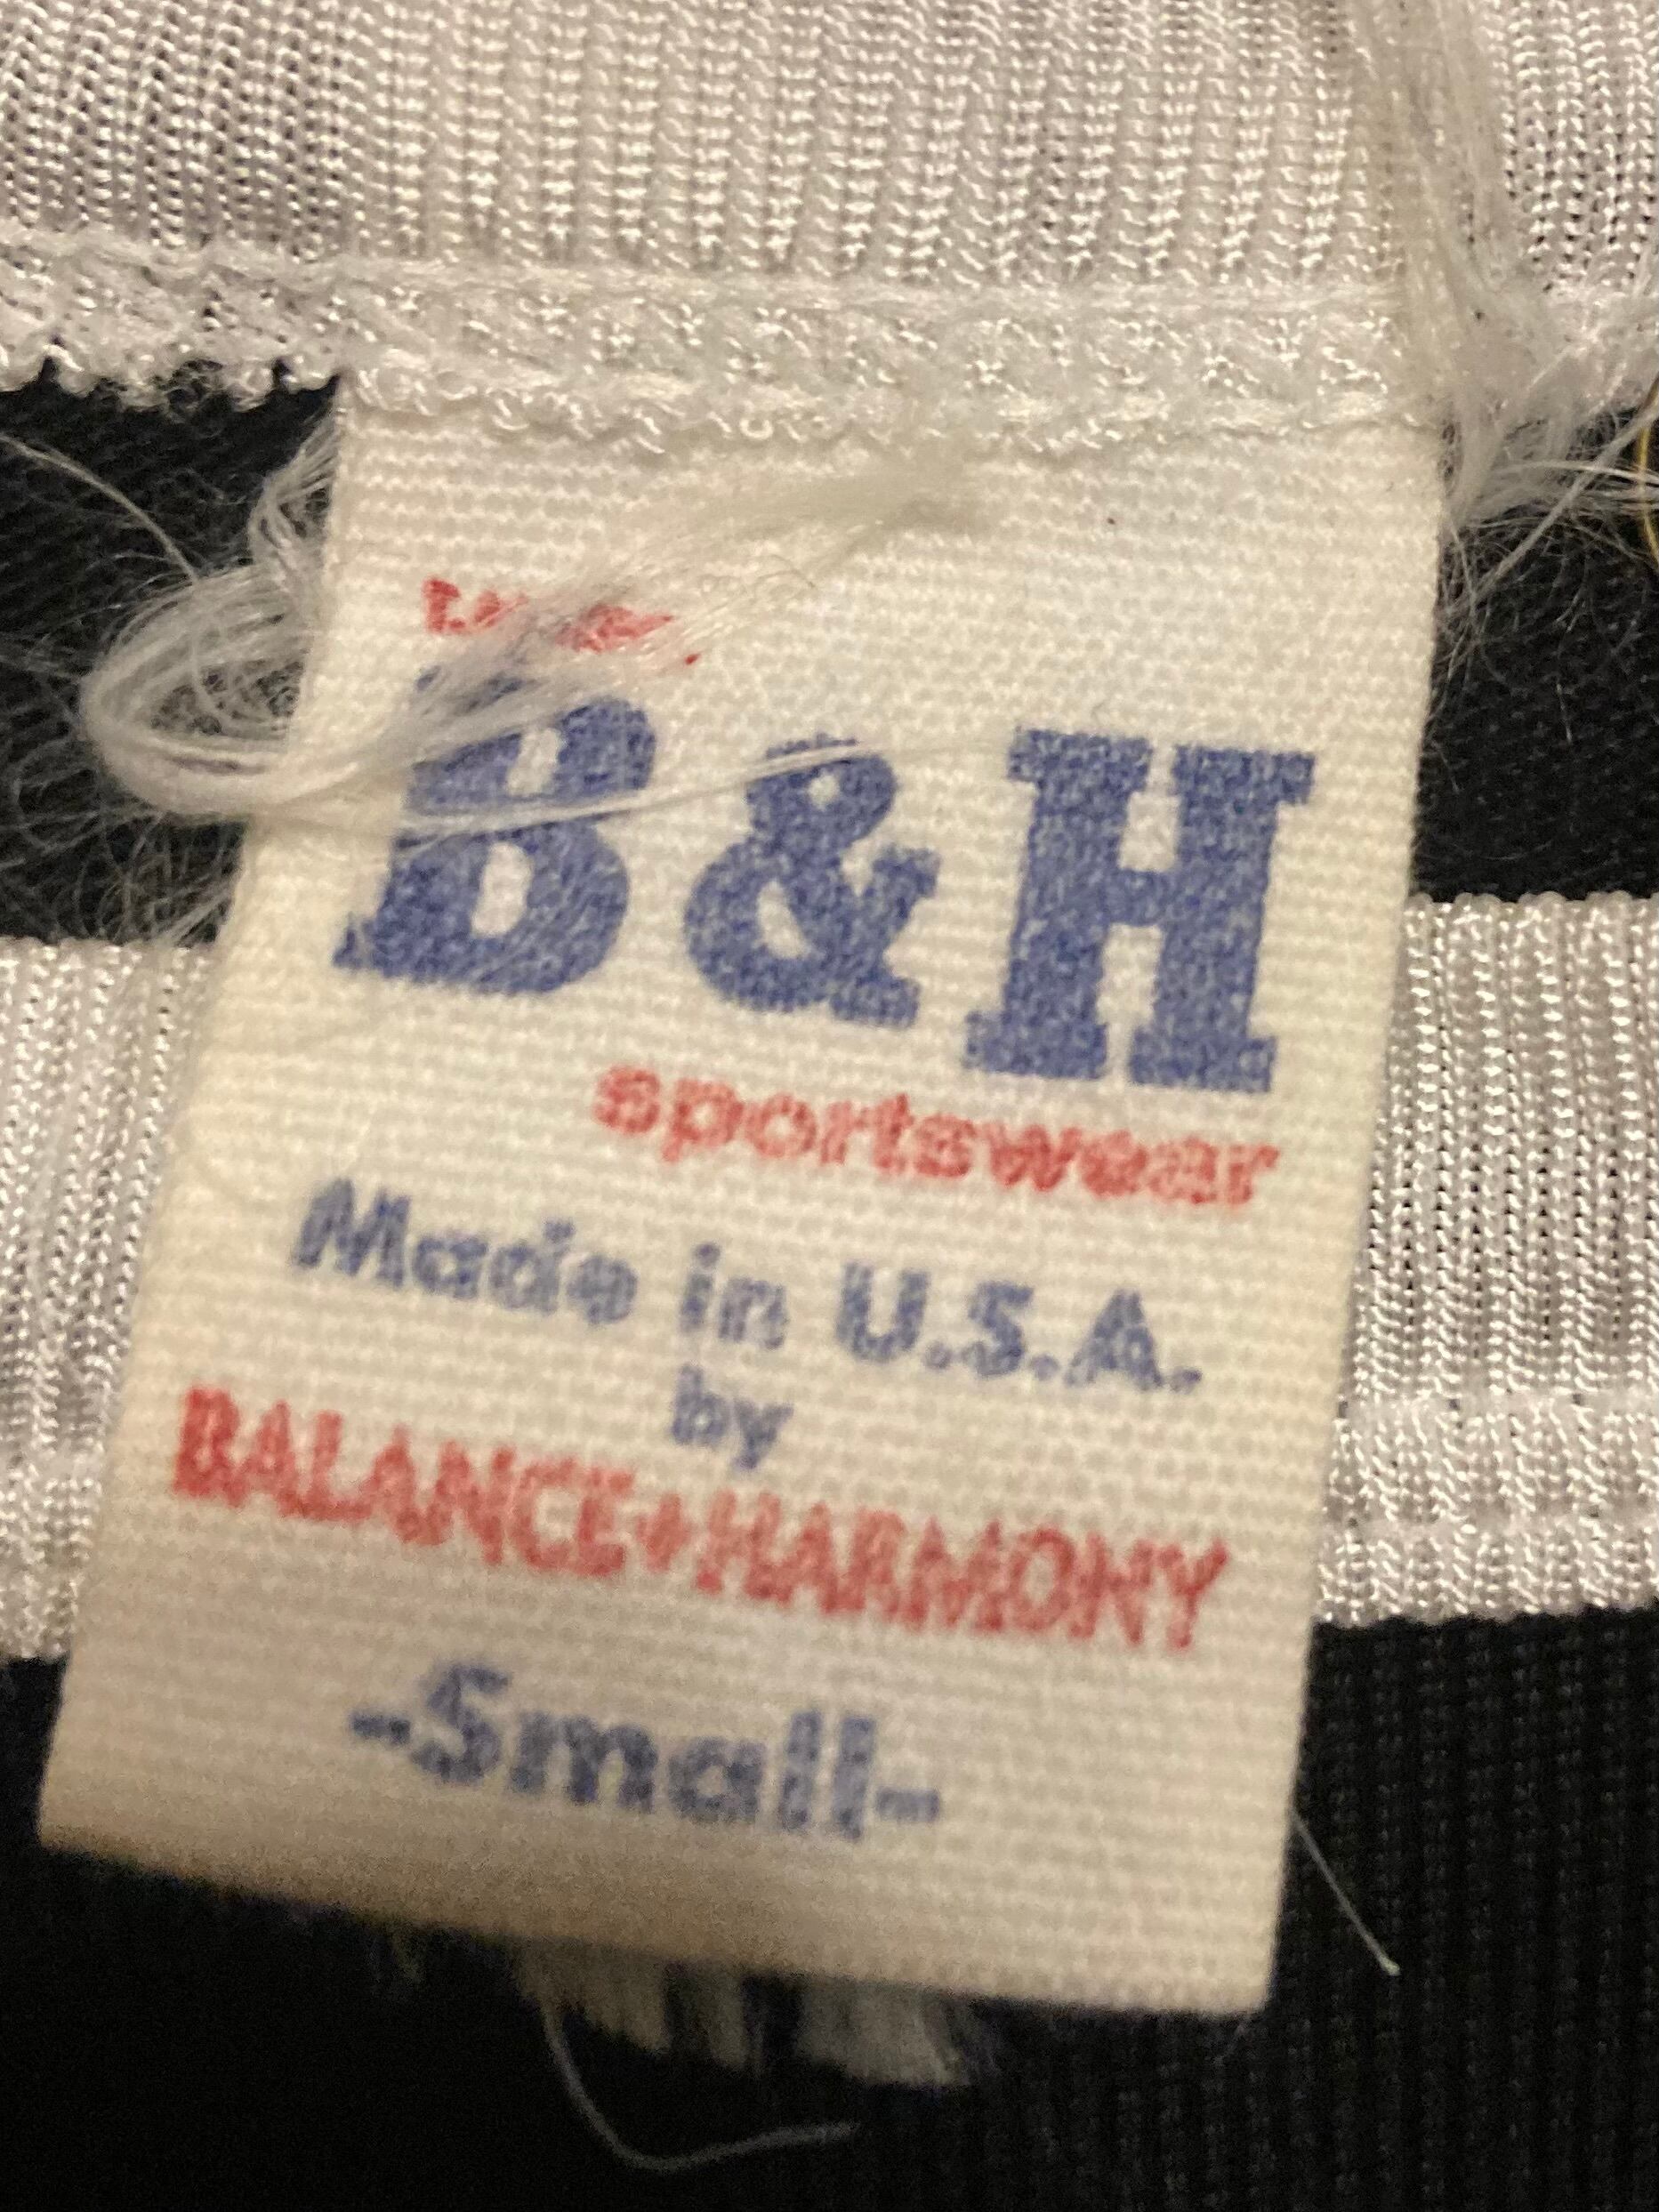 B & H
sportswear
Made in U.S.A.
by
BALANCE+HARMONY
-Small-